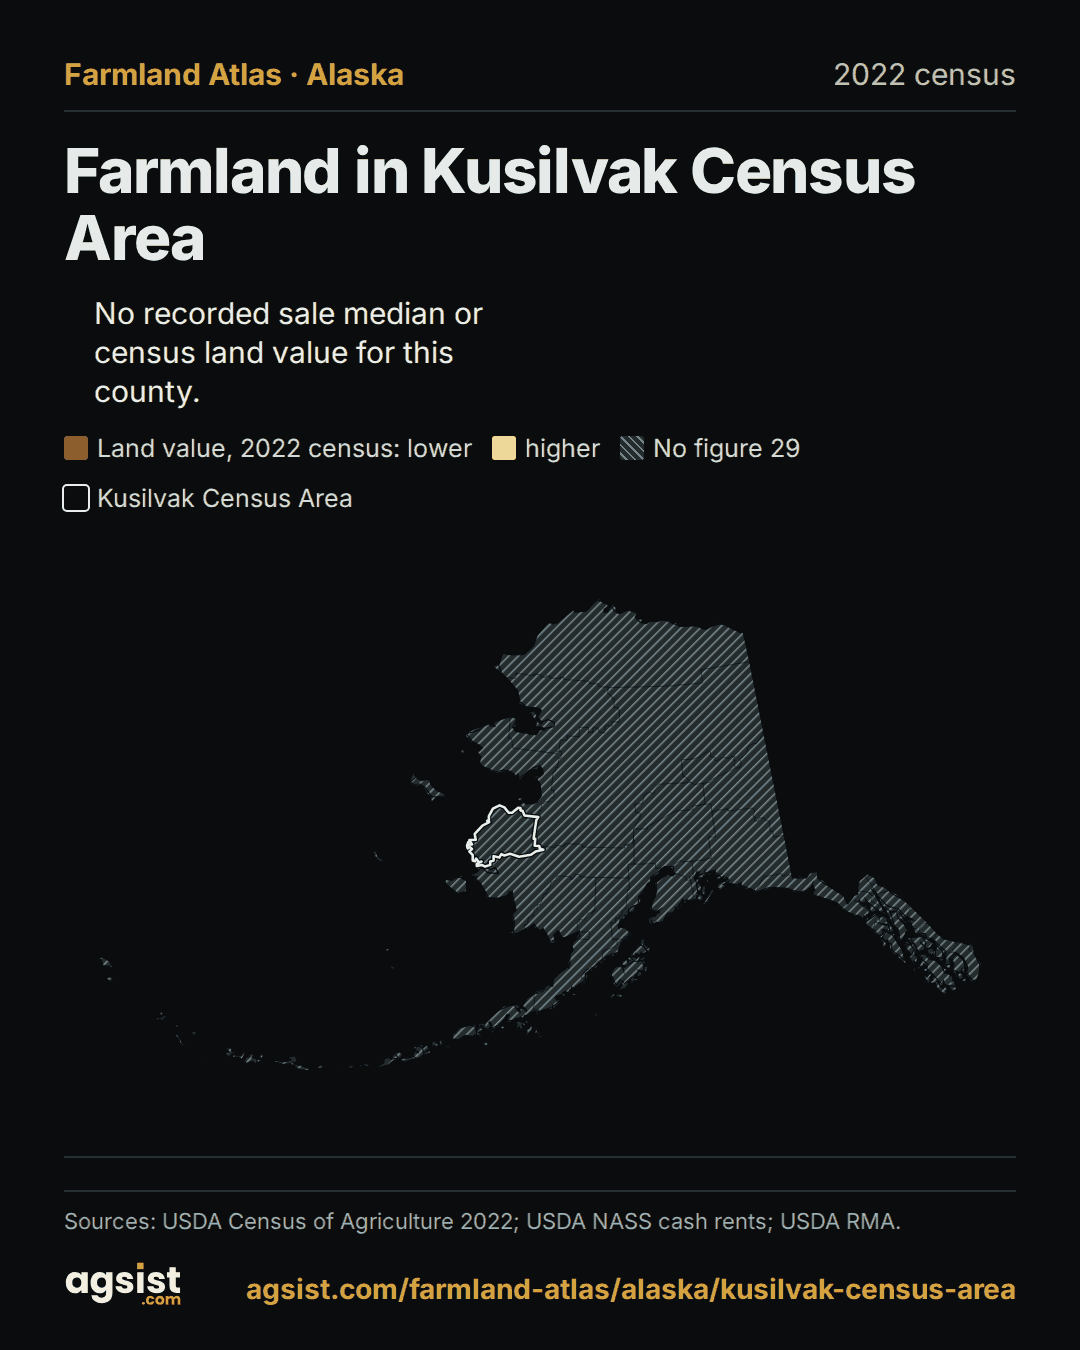 Farmland Atlas · Alaska
2022 census
Farmland in Kusilvak Census
Area
No recorded sale median or
census land value for this
county.
Land value, 2022 census: lower
higher
No figure 29
Kusilvak Census Area
Sources: USDA Census of Agriculture 2022; USDA NASS cash rents; USDA RMA.
agsist
.com
agsist.com/farmland-atlas/alaska/kusilvak-census-area